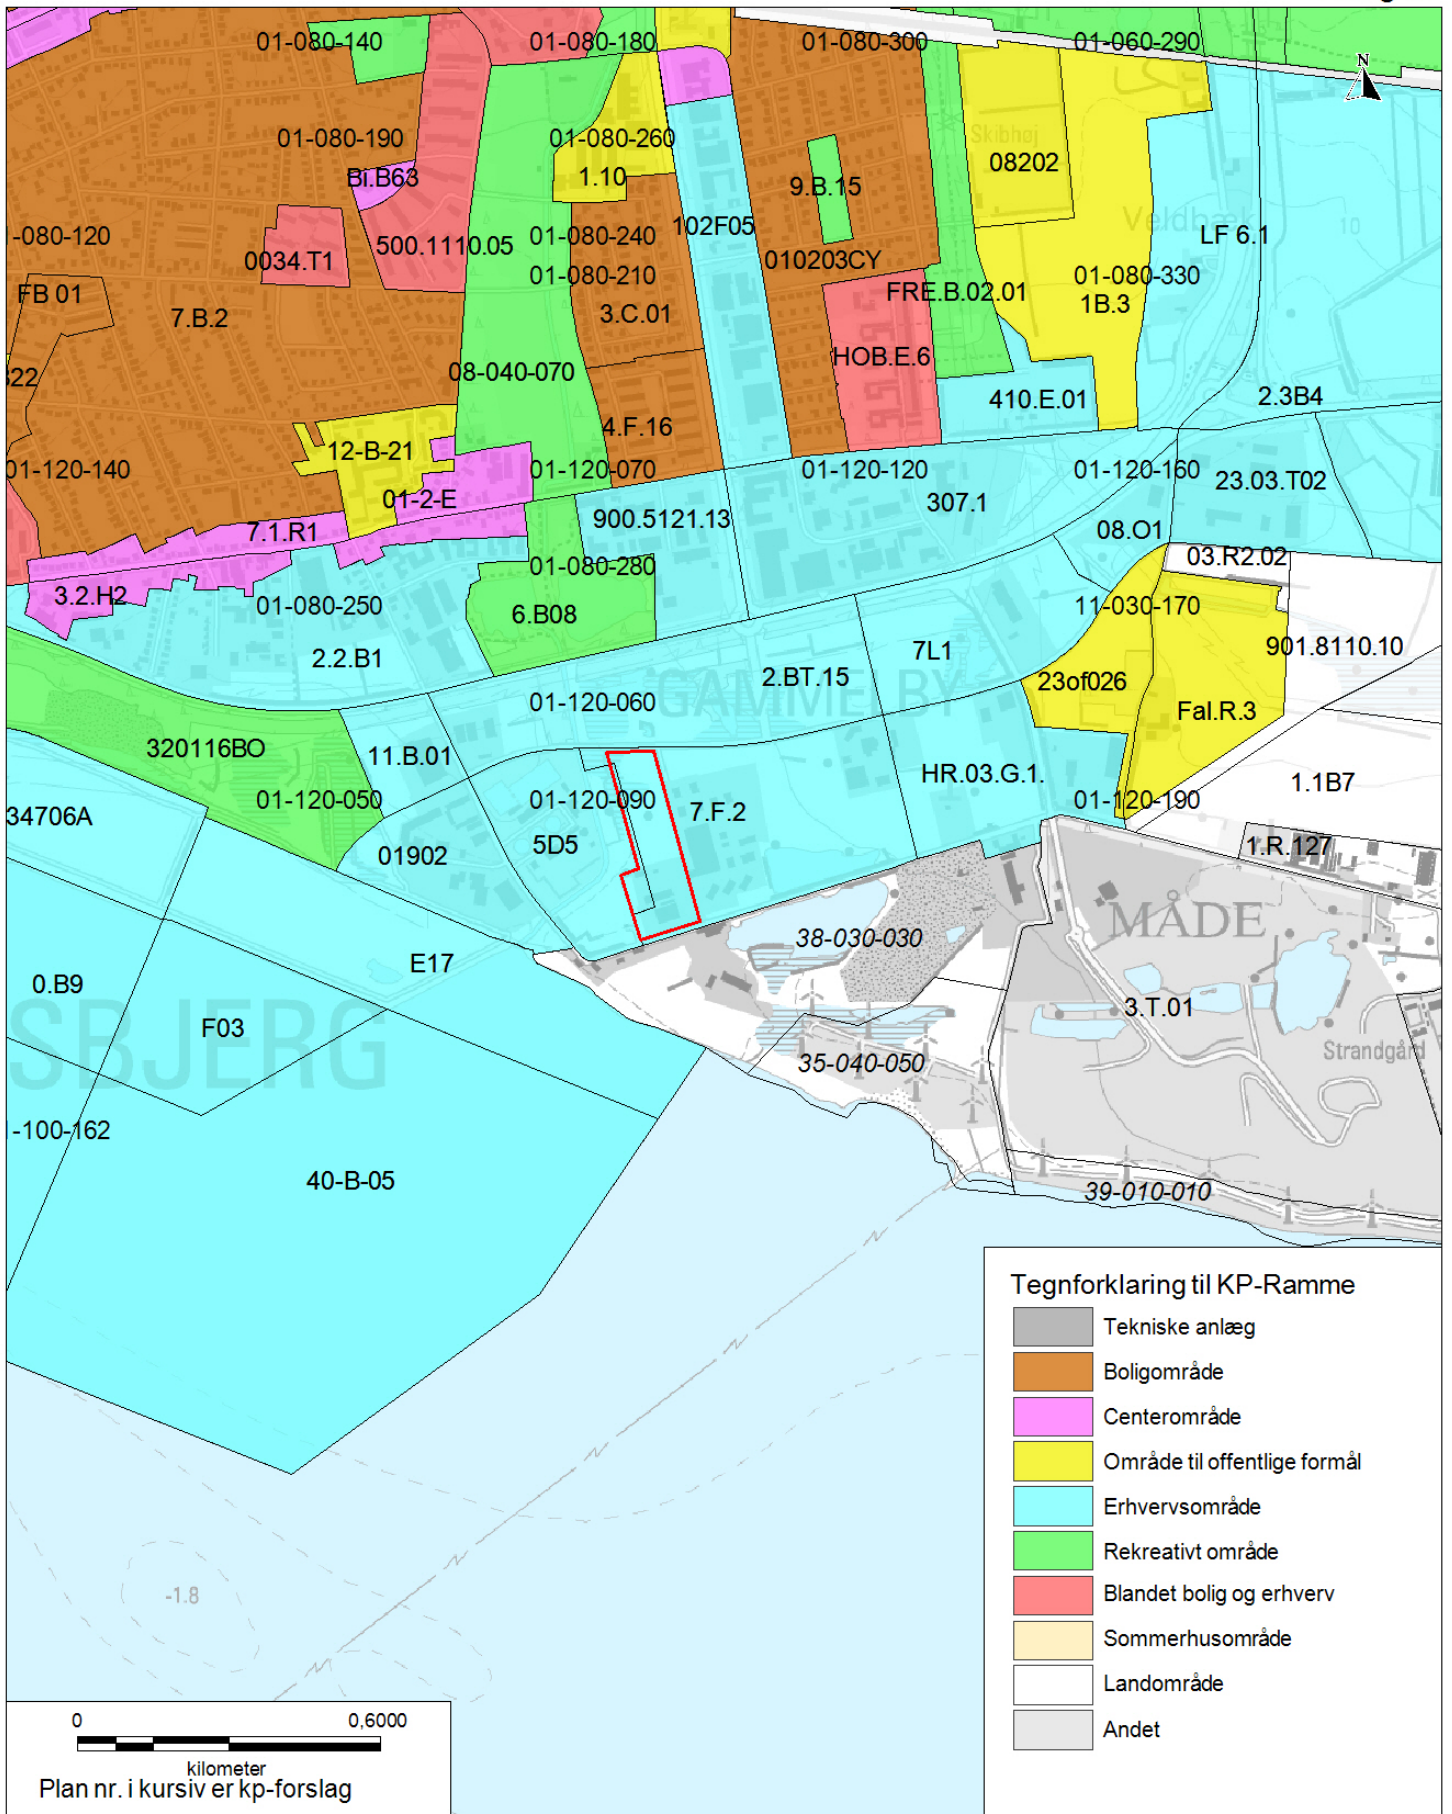 01-080-140
01-080-180
01-080-300
01-060-290
N
01-080-190
01-080-260
Skibhøj
08202
Bi.B63
1.10
9.B.15
Veldbæk
10
LF 6.1
-080-120
0034.T1
500.1110.05
01-080-240
102F05
010203CY
01-080-210
FRE.B.02.01
01-080-330
1B.3
FB 01
7.B.2
3.C.01
HOB.E.6
322
08-040-070
410.E.01
2.3B4
4.F.16
12-B-21
01-120-140
01-120-070
01-120-120
01-120-160
23.03.T02
01-2-E
307.1
7.1.R1
900.5121.13
08.O1
03.R2.02
01-080-280
3.2.H2
01-080-250
6.B08
11-030-170
901.8110.10
2.2.B1
7L1
2.BT.15
23of026
GAMMELBY
01-120-060
Fal.R.3
320116BO
11.B.01
HR.03.G.1.
1.1B7
01-120-050
01-120-090
01-120-190
34706A
7.F.2
5D5
01902
1.R.127
MÅDE
38-030-030
E17
0.B9
3.T.01
F03
SBJERG
Strandgård
35-040-050
-100-162
40-B-05
39-010-010
Tegnforklaring til KP-Ramme
Tekniske anlæg
Boligområde
Centerområde
Område til offentlige formål
Erhvervsområde
Rekreativt område
Blandet bolig og erhverv
Sommerhusområde
Landområde
Andet
-1.8
0
0,6000
kilometer
Plan nr. i kursiv er kp-forslag